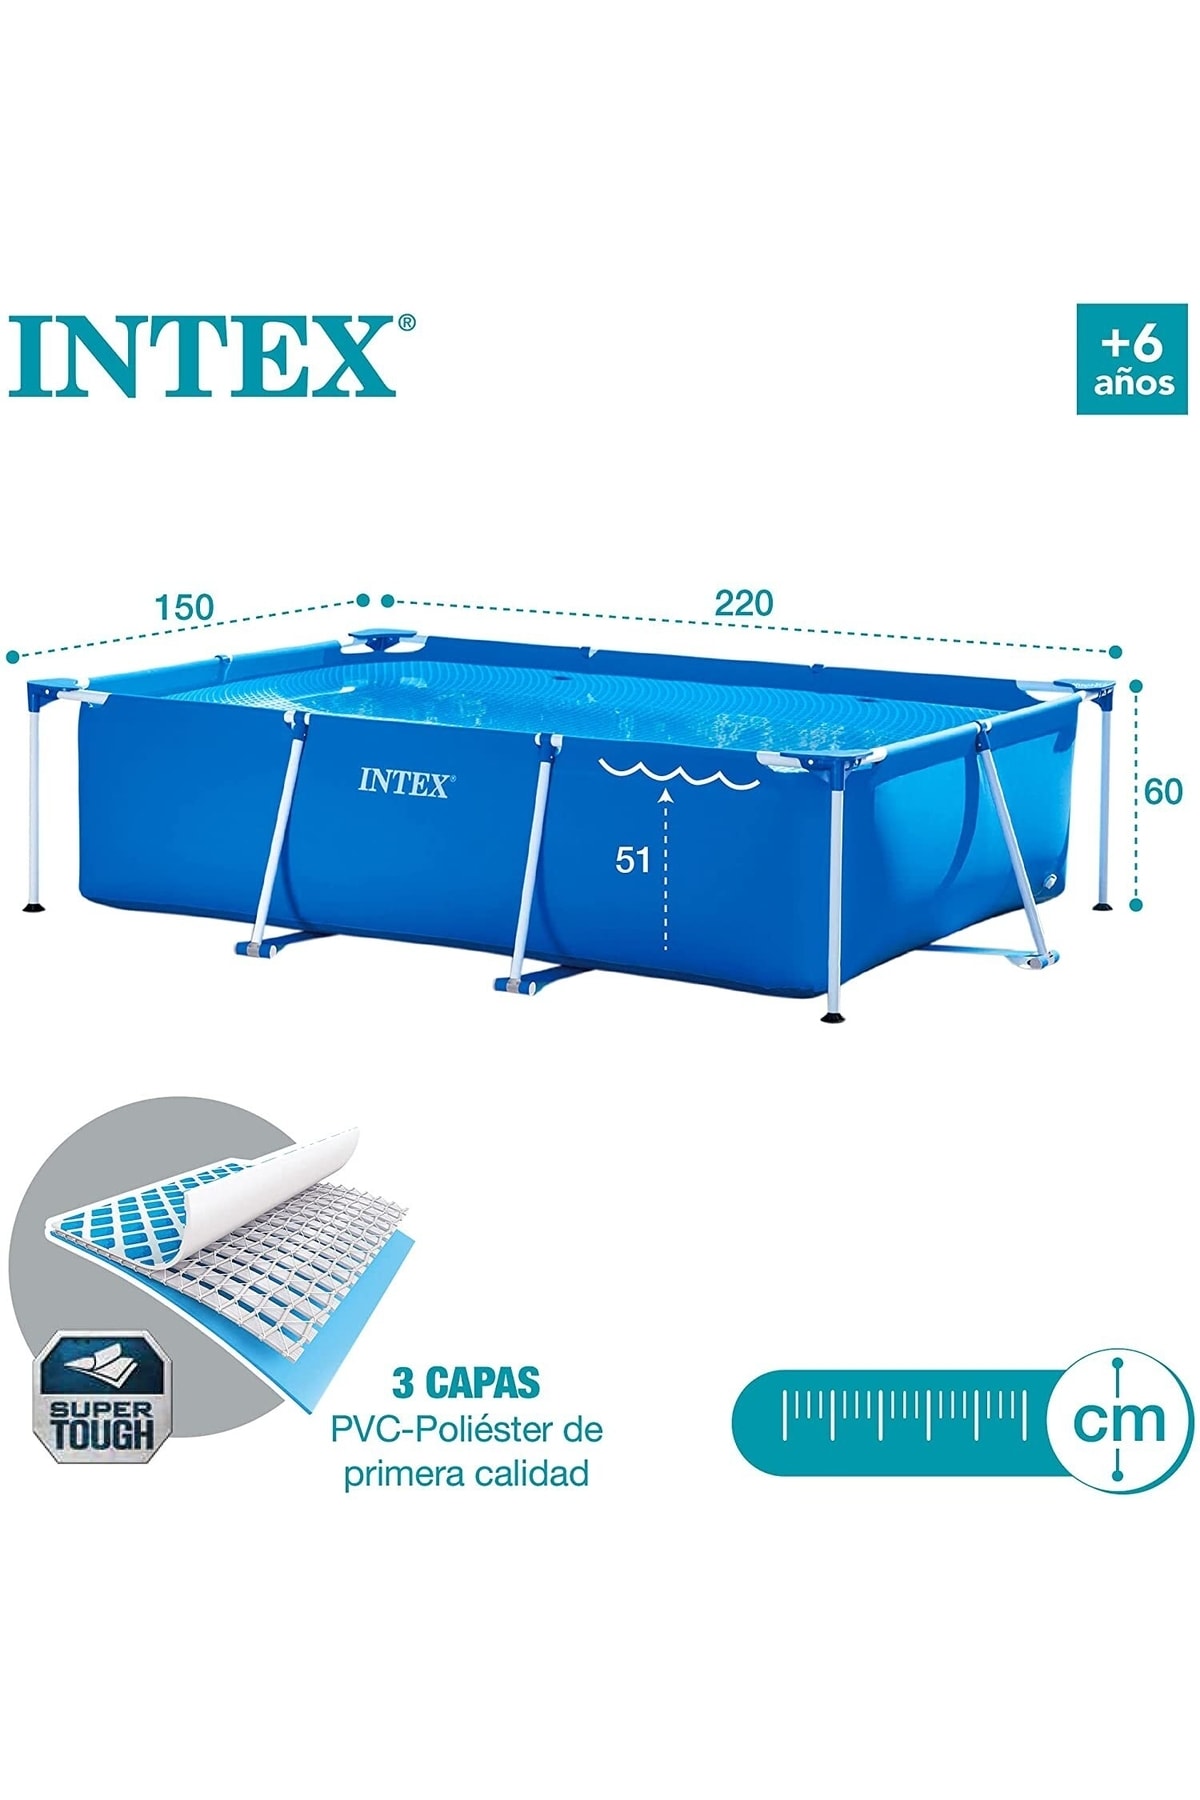 INTEX®
+6
años
150
220
60
INTEX®
51
SUPER
TOUGH
3 CAPAS
PVC-Poliéster de
primera calidad
cm